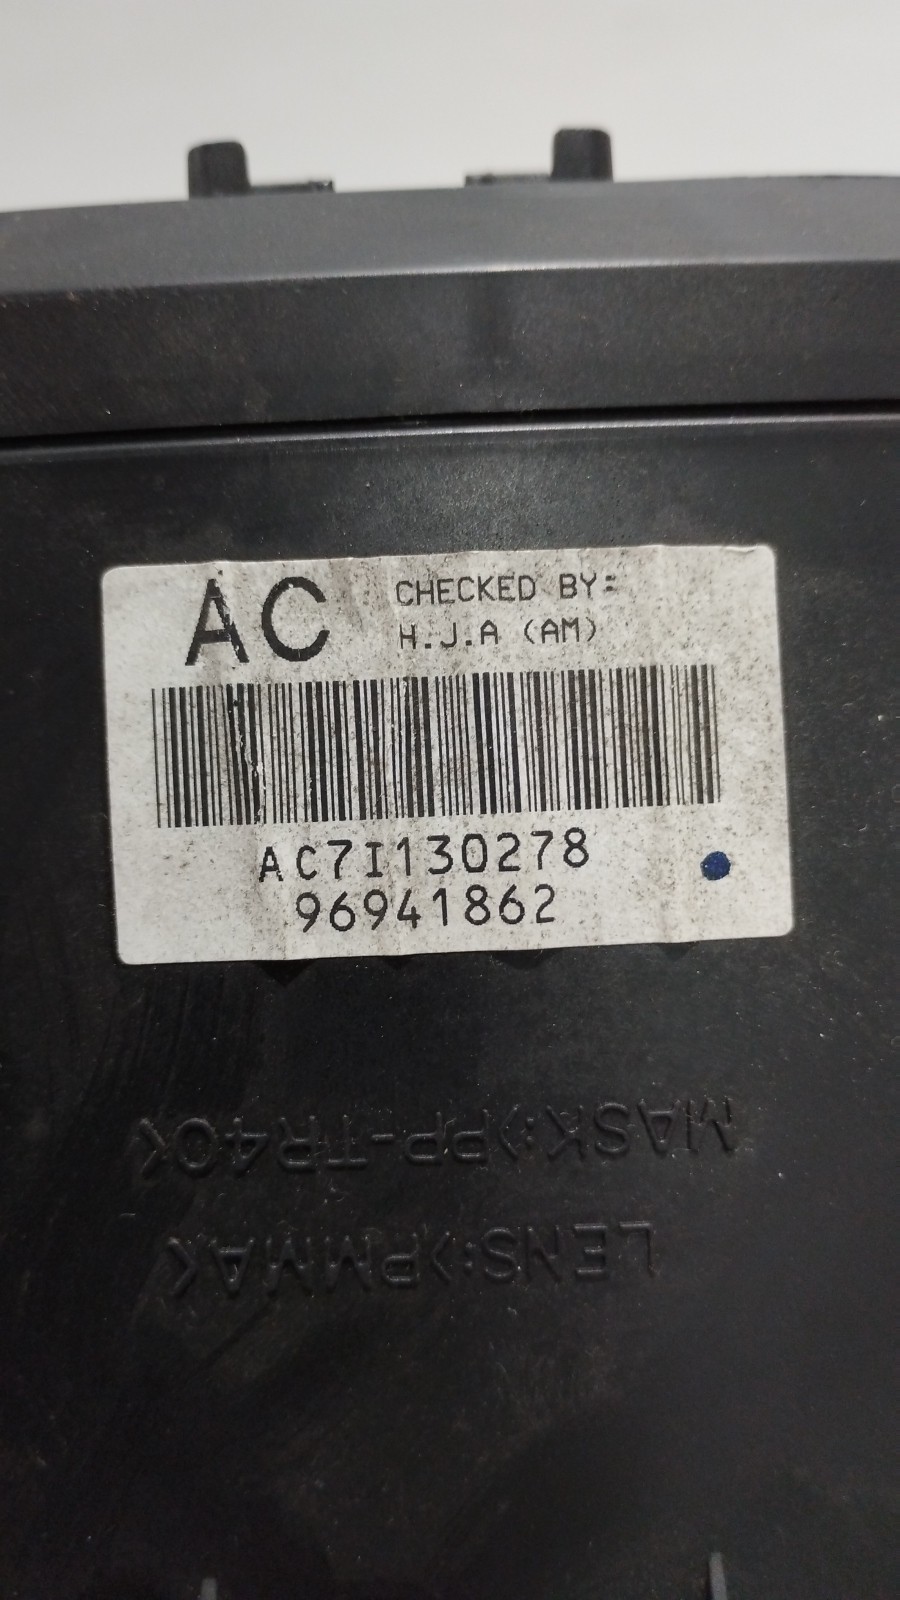 AC
CHECKED BY:
H.J.A (AM)
AC7I130278
96941862
MASK:>PP-TR40<
LENS:>PMMA<